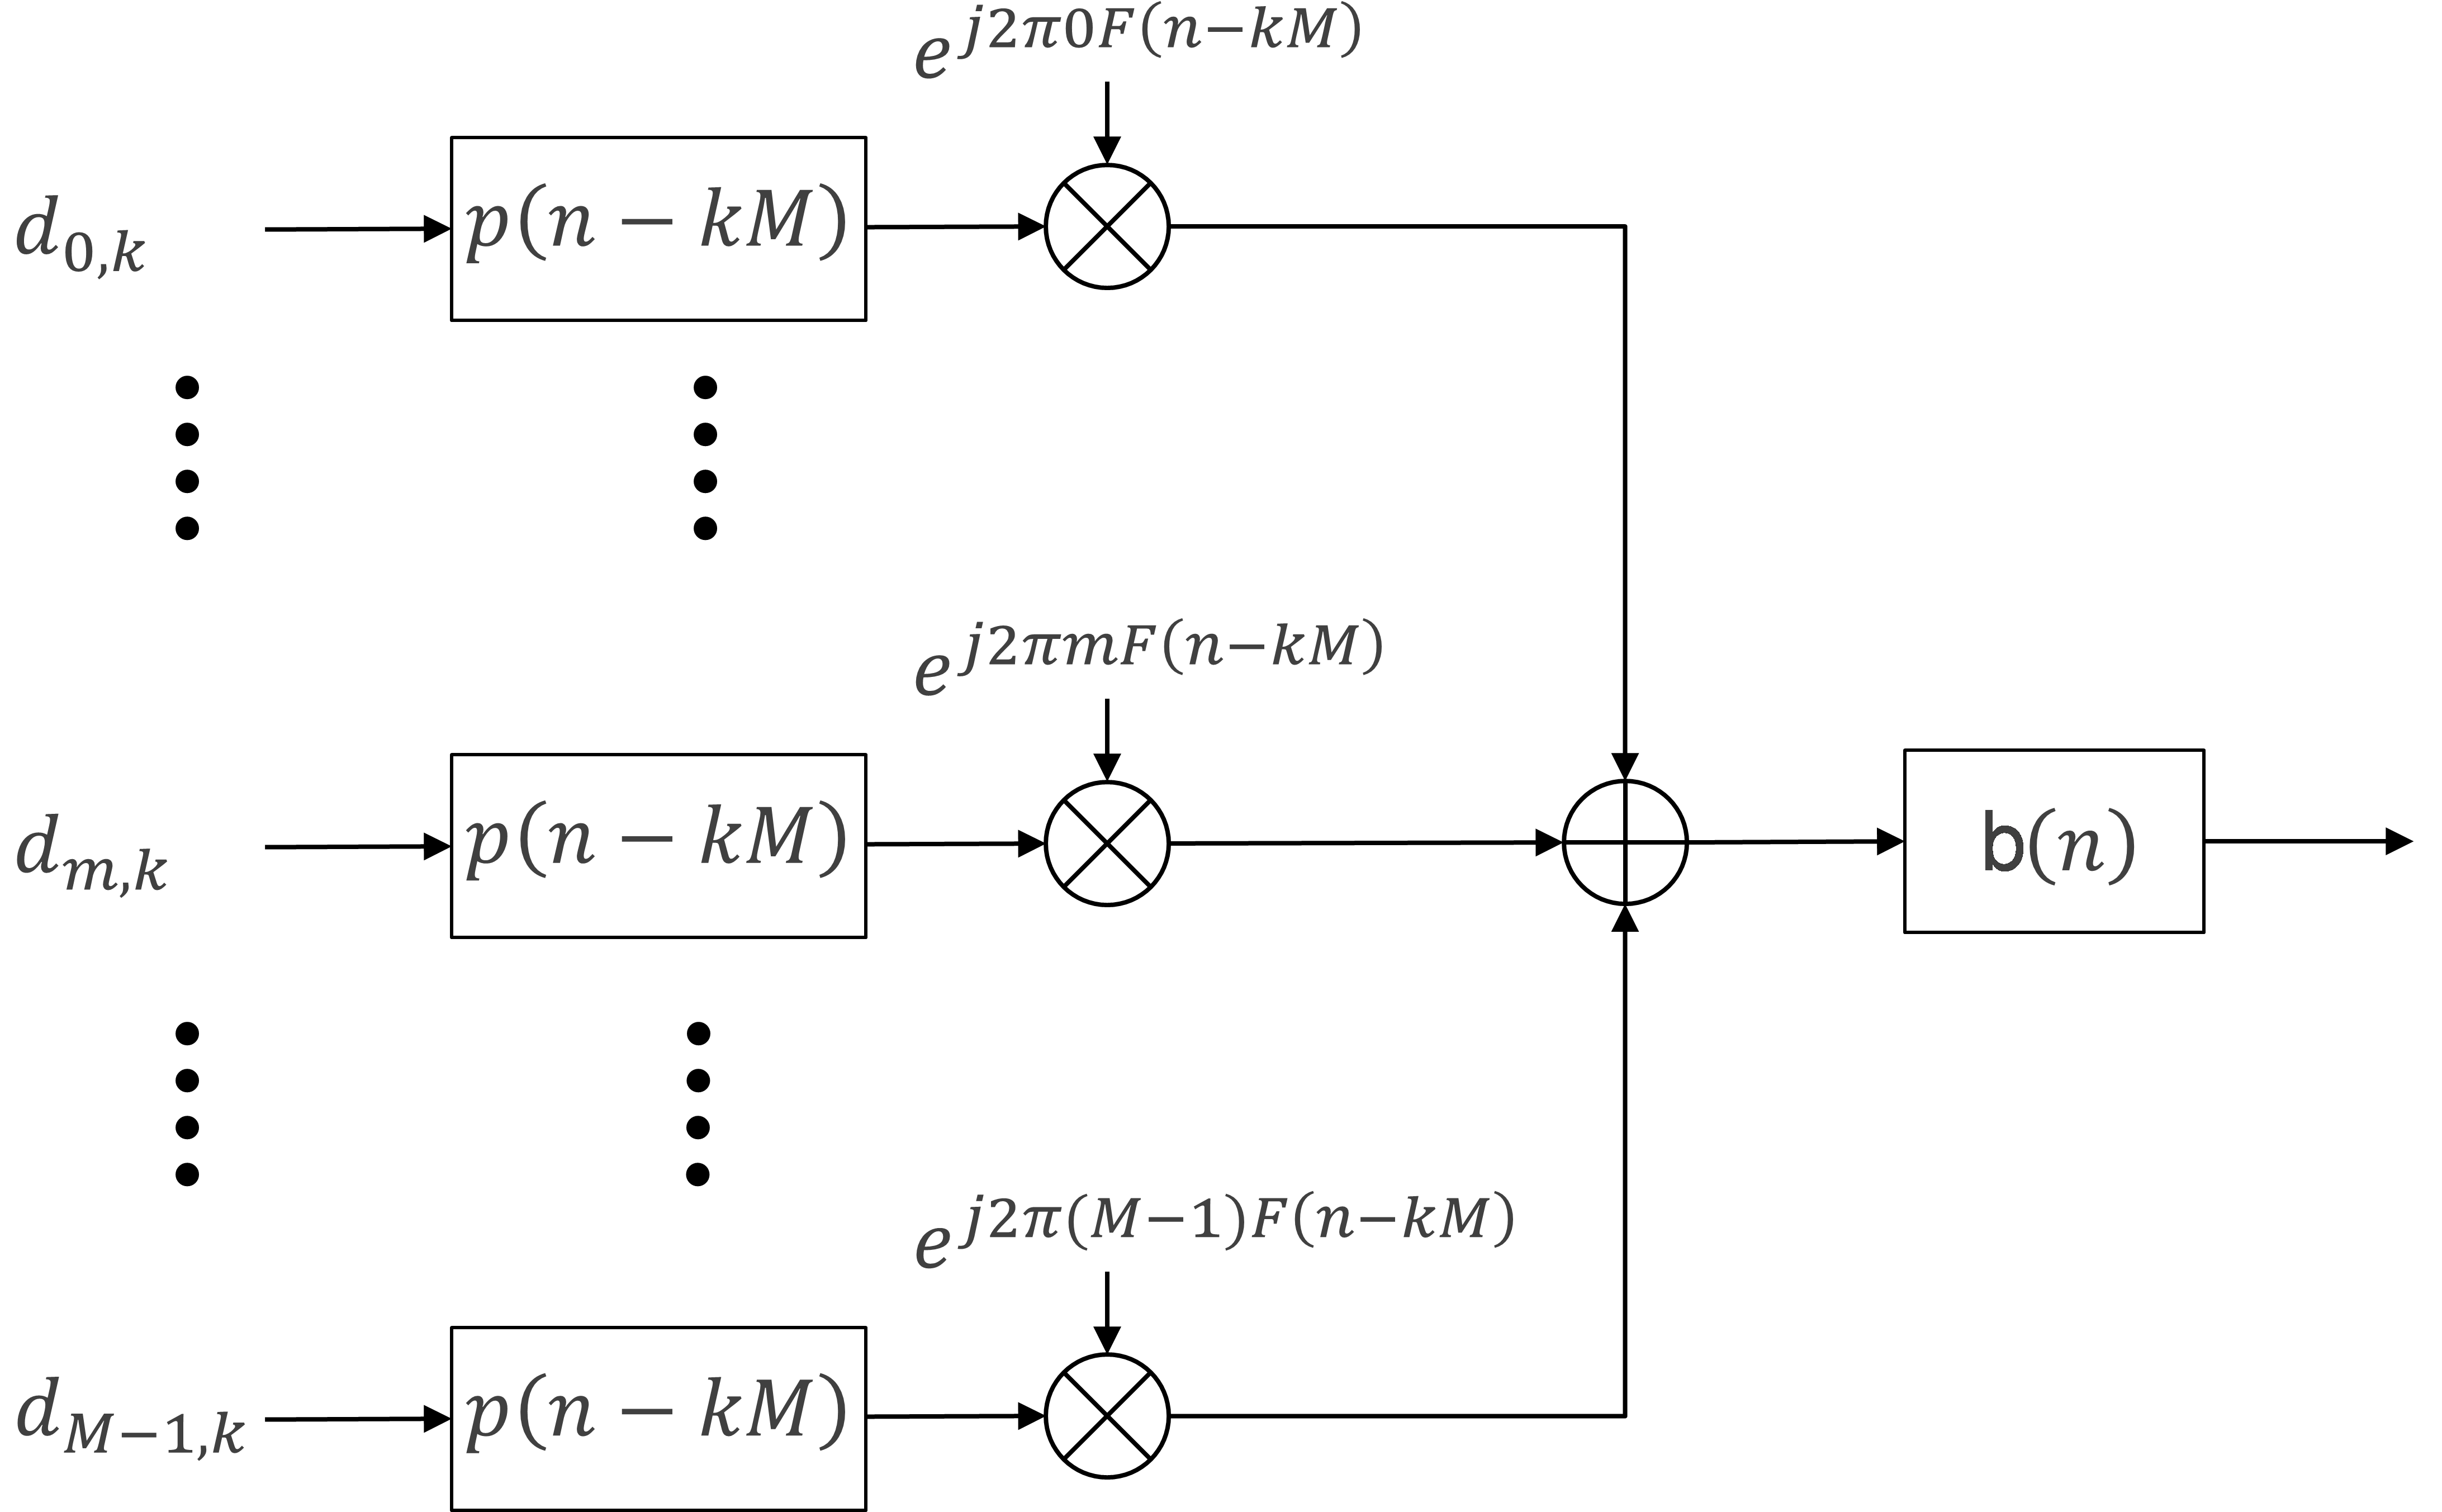 e^{j2π0F(n−kM)}
d_{0,k}
p(n − kM)
e^{j2πmF(n−kM)}
d_{m,k}
p(n − kM)
b(n)
e^{j2π(M−1)F(n−kM)}
d_{M−1,k}
p(n − kM)